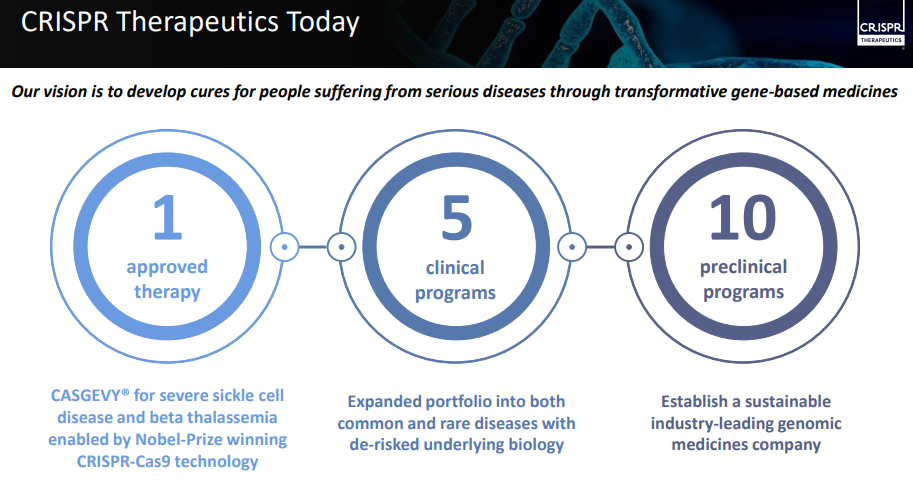 CRISPR Therapeutics Today
CRISPR
THERAPEUTICS
Our vision is to develop cures for people suffering from serious diseases through transformative gene-based medicines
1
approved
therapy
5
clinical
programs
10
preclinical
programs
CASGEVY® for severe sickle cell
disease and beta thalassemia
enabled by Nobel-Prize winning
CRISPR-Cas9 technology
Expanded portfolio into both
common and rare diseases with
de-risked underlying biology
Establish a sustainable
industry-leading genomic
medicines company